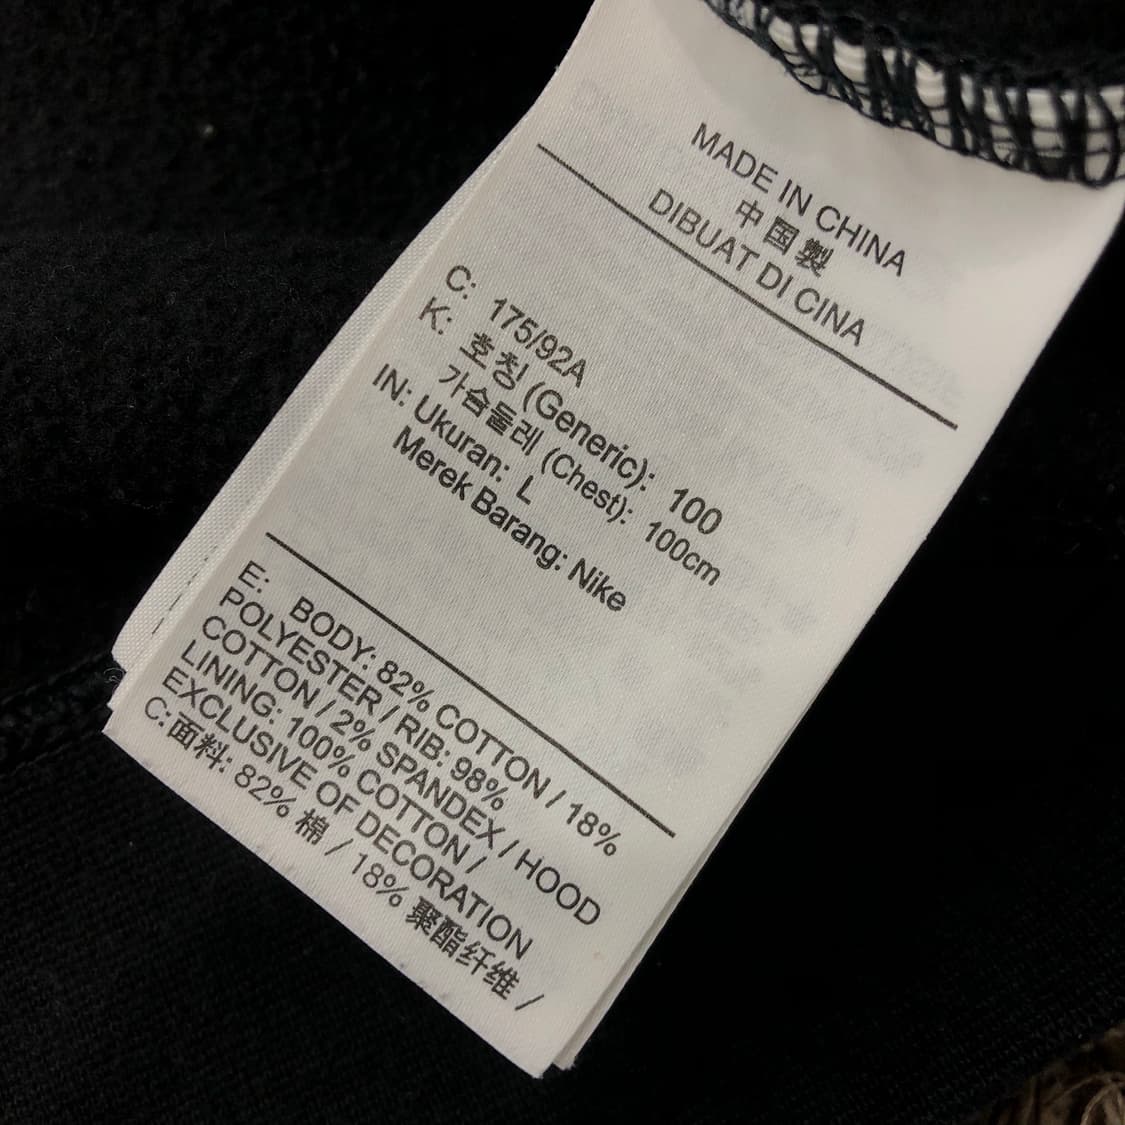 MADE IN CHINA
中国製
DIBUAT DI CINA
C: 175/92A
K: 호칭 (Generic): 100
가슴둘레 (Chest): 100cm
IN: Ukuran: L
Merek Barang: Nike
E: BODY: 82% COTTON / 18%
POLYESTER / RIB: 98%
COTTON / 2% SPANDEX / HOOD
LINING: 100% COTTON /
EXCLUSIVE OF DECORATION
C:面料: 82% 棉 / 18% 聚酯纤维 /